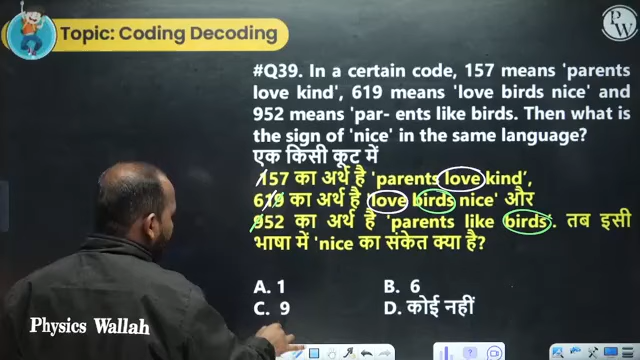 Topic: Coding Decoding
PW
#Q39. In a certain code, 157 means 'parents
love kind', 619 means 'love birds nice' and
952 means 'par- ents like birds. Then what is
the sign of 'nice' in the same language?
एक किसी कूट में
157 का अर्थ है 'parents love kind',
619 का अर्थ है 'love birds nice' और
952 का अर्थ है 'parents like birds'. तब इसी
भाषा में 'nice का संकेत क्या है?
A. 1 B. 6
C. 9 D. कोई नहीं
Physics Wallah